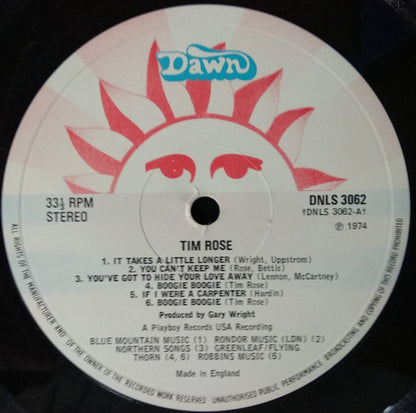 Dawn
33⅓ RPM
STEREO
DNLS 3062
†DNLS 3062-A†
Ⓟ 1974
TIM ROSE
1. IT TAKES A LITTLE LONGER (Wright, Uppstrom)
2. YOU CAN'T KEEP ME (Rose, Bettis)
3. YOU'VE GOT TO HIDE YOUR LOVE AWAY (Lennon, McCartney)
4. BOOGIE BOOGIE (Tim Rose)
5. IF I WERE A CARPENTER (Hardin)
6. BOOGIE BOOGIE (Tim Rose)
Produced by Gary Wright
A Playboy Records USA Recording
BLUE MOUNTAIN MUSIC (1) RONDOR MUSIC (LDN) (2)
NORTHERN SONGS (3) GREENLEAF/FLYING
THORN (4, 6) ROBBINS MUSIC (5)
Made in England
ALL RIGHTS OF THE MANUFACTURER AND OF THE OWNER OF THE RECORDED WORK RESERVED - UNAUTHORISED PUBLIC PERFORMANCE, BROADCASTING AND COPYING OF THIS RECORD PROHIBITED